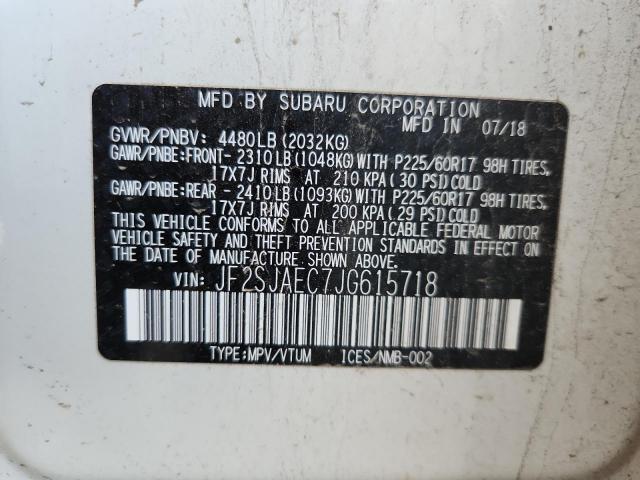 MFD BY SUBARU CORPORATION
MFD IN 07/18
GVWR/PNBV: 4480LB (2032KG)
GAWR/PNBE:FRONT- 2310LB (1048KG) WITH P225/60R17 98H TIRES,
17X7J RIMS AT 210 KPA (30 PSI) COLD
GAWR/PNBE:REAR - 2410LB (1093KG) WITH P225/60R17 98H TIRES,
17X7J RIMS AT 200 KPA (29 PSI) COLD
THIS VEHICLE CONFORMS TO ALL APPLICABLE FEDERAL MOTOR
VEHICLE SAFETY AND THEFT PREVENTION STANDARDS IN EFFECT ON
THE DATE OF MANUFACTURE SHOWN ABOVE.
VIN: JF2SJAEC7JG615718
TYPE:MPV/VTUM ICES/NMB-002